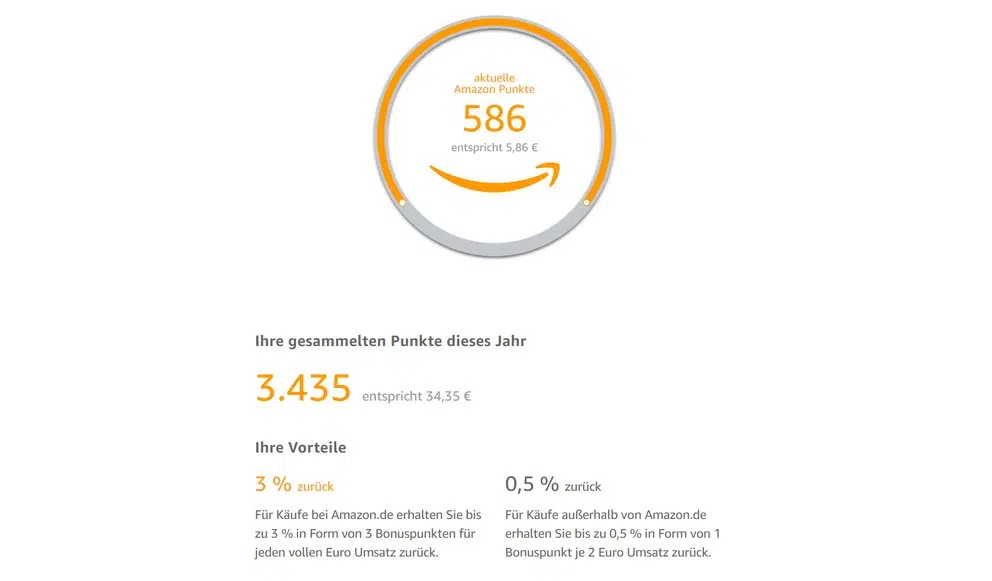 aktuelle
Amazon Punkte
586
entspricht 5,86 €
Ihre gesammelten Punkte dieses Jahr
3.435 entspricht 34,35 €
Ihre Vorteile
3 % zurück
Für Käufe bei Amazon.de erhalten Sie bis
zu 3 % in Form von 3 Bonuspunkten für
jeden vollen Euro Umsatz zurück.
0,5 % zurück
Für Käufe außerhalb von Amazon.de
erhalten Sie bis zu 0,5 % in Form von 1
Bonuspunkt je 2 Euro Umsatz zurück.